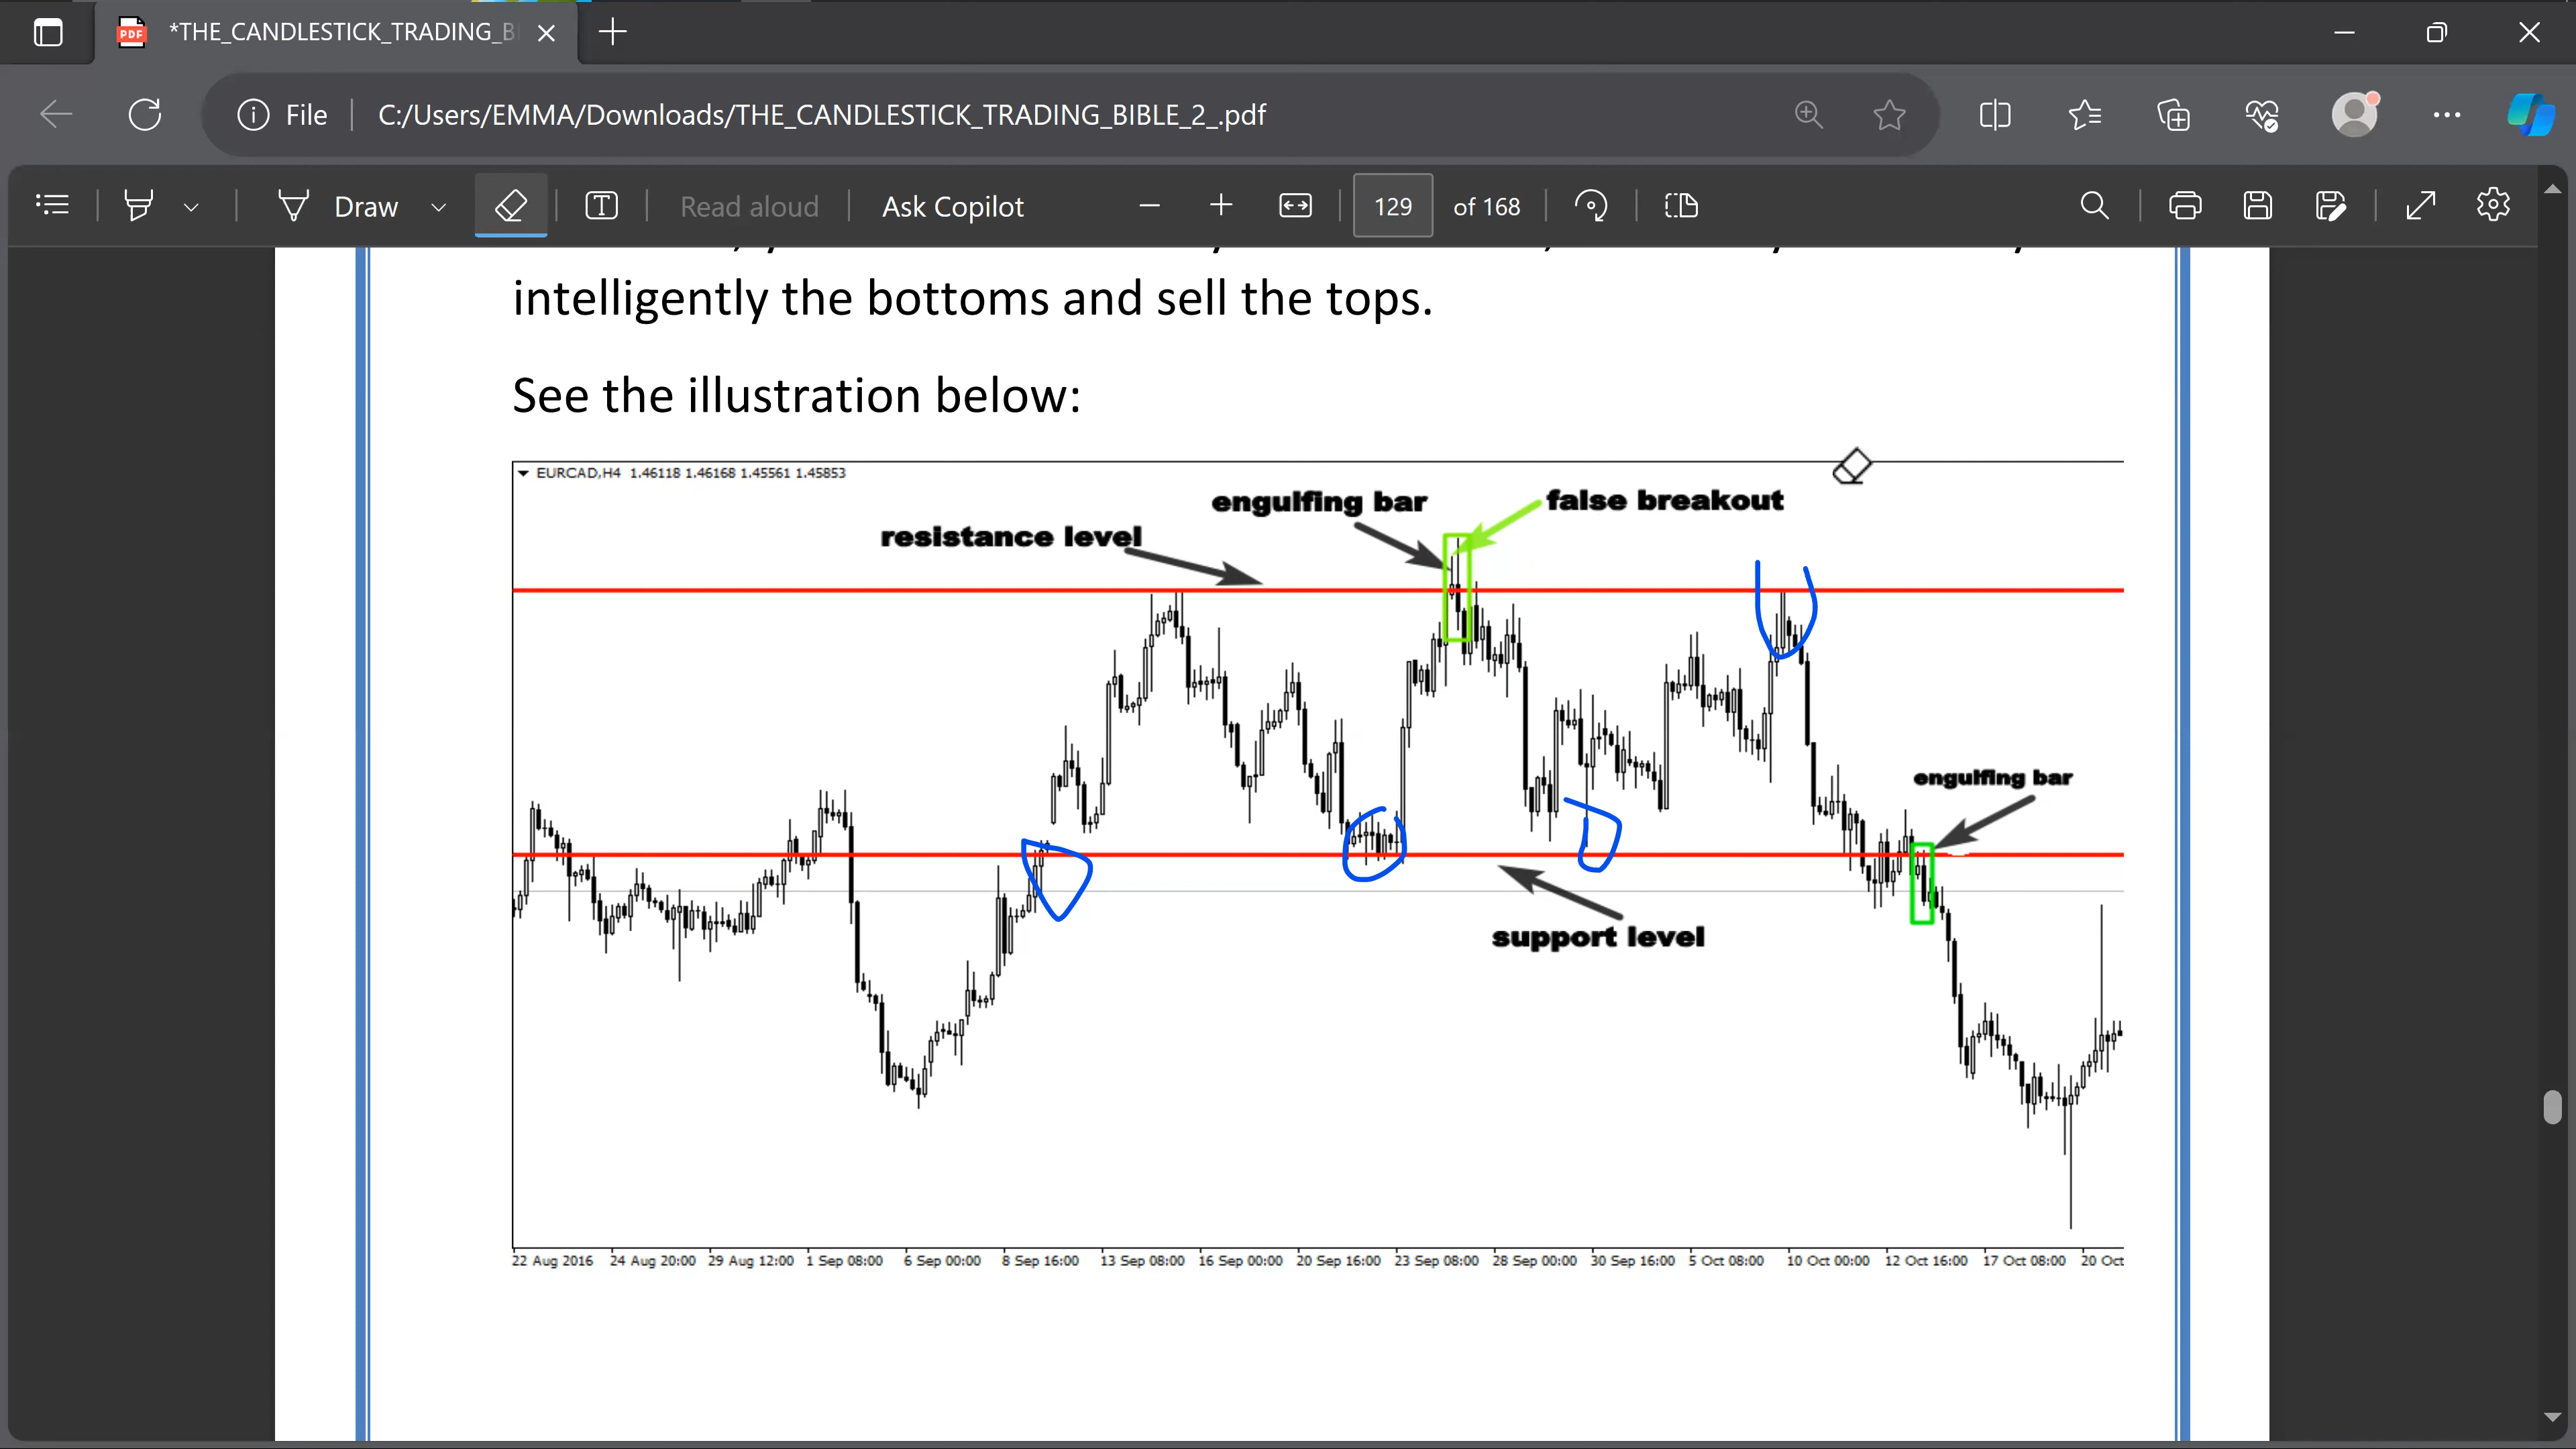 *THE_CANDLESTICK_TRADING_B
File
C:/Users/EMMA/Downloads/THE_CANDLESTICK_TRADING_BIBLE_2_.pdf
Draw
Read aloud
Ask Copilot
129 of 168
intelligently the bottoms and sell the tops.
See the illustration below:
EURCAD,H4 1.46118 1.46168 1.45561 1.45853
engulfing bar
false breakout
resistance level
engulfing bar
support level
22 Aug 2016 24 Aug 20:00 29 Aug 12:00 1 Sep 08:00 6 Sep 00:00 8 Sep 16:00 13 Sep 08:00 16 Sep 00:00 20 Sep 16:00 23 Sep 08:00 28 Sep 00:00 30 Sep 16:00 5 Oct 08:00 10 Oct 00:00 12 Oct 16:00 17 Oct 08:00 20 Oct